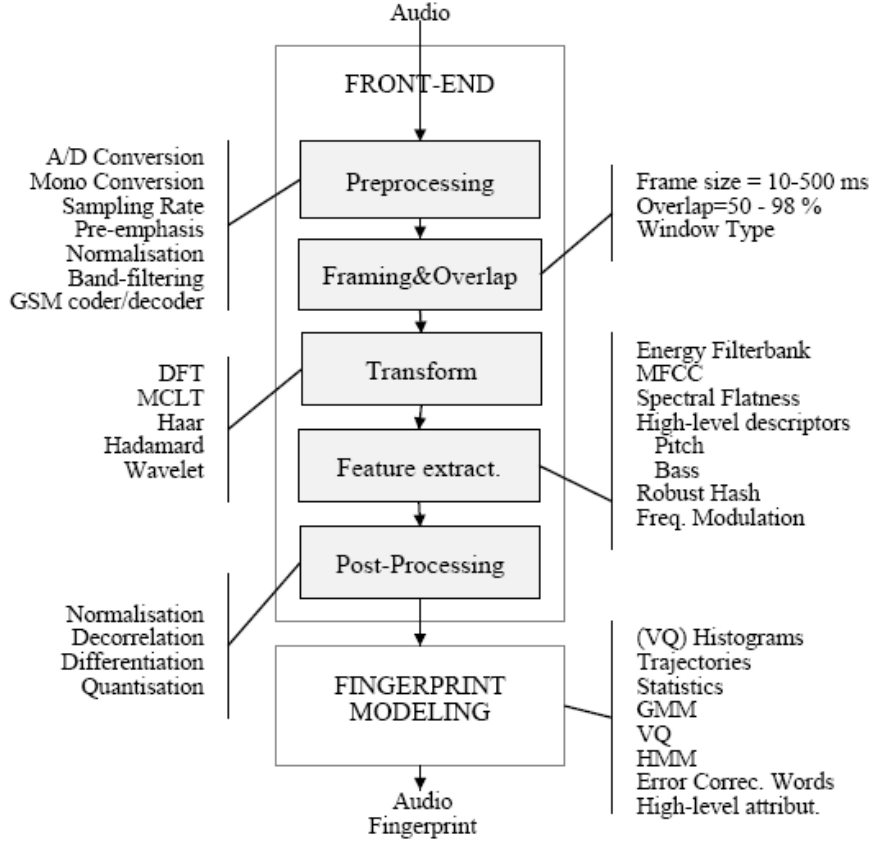 Audio
FRONT-END
A/D Conversion
Mono Conversion
Sampling Rate
Pre-emphasis
Normalisation
Band-filtering
GSM coder/decoder
Preprocessing
Frame size = 10-500 ms
Overlap=50 - 98 %
Window Type
Framing&Overlap
DFT
MCLT
Haar
Hadamard
Wavelet
Transform
Energy Filterbank
MFCC
Spectral Flatness
High-level descriptors
Pitch
Bass
Robust Hash
Freq. Modulation
Feature extract.
Post-Processing
Normalisation
Decorrelation
Differentiation
Quantisation
FINGERPRINT
MODELING
(VQ) Histograms
Trajectories
Statistics
GMM
VQ
HMM
Error Correc. Words
High-level attribut.
Audio
Fingerprint